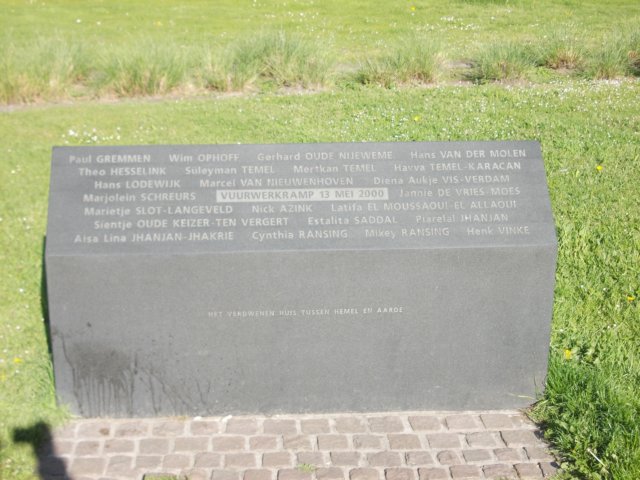 Paul GREMMEN Wim OPHOFF Gerhard OUDE NIJEWEME Hans VAN DER MOLEN
Theo HESSELINK Süleyman TEMEL Mertkan TEMEL Havva TEMEL-KARACAN
Hans LODEWIJK Marcel VAN NIEUWENHOVEN Diena Aukje VIS-VERDAM
Marjolein SCHREURS VUURWERKRAMP 13 MEI 2000 Jannie DE VRIES-MOES
Marietje SLOT-LANGEVELD Nick AZINK Latifa EL MOUSSAOUI-EL ALLAOUI
Sientje OUDE KEIZER-TEN VERGERT Estalita SADDAL Piarelul JHANJAN
Aisa Lina JHANJAN-JHAKRIE Cynthia RANSING Mikey RANSING Henk VINKE
HET VERDWENEN HUIS TUSSEN HEMEL EN AARDE